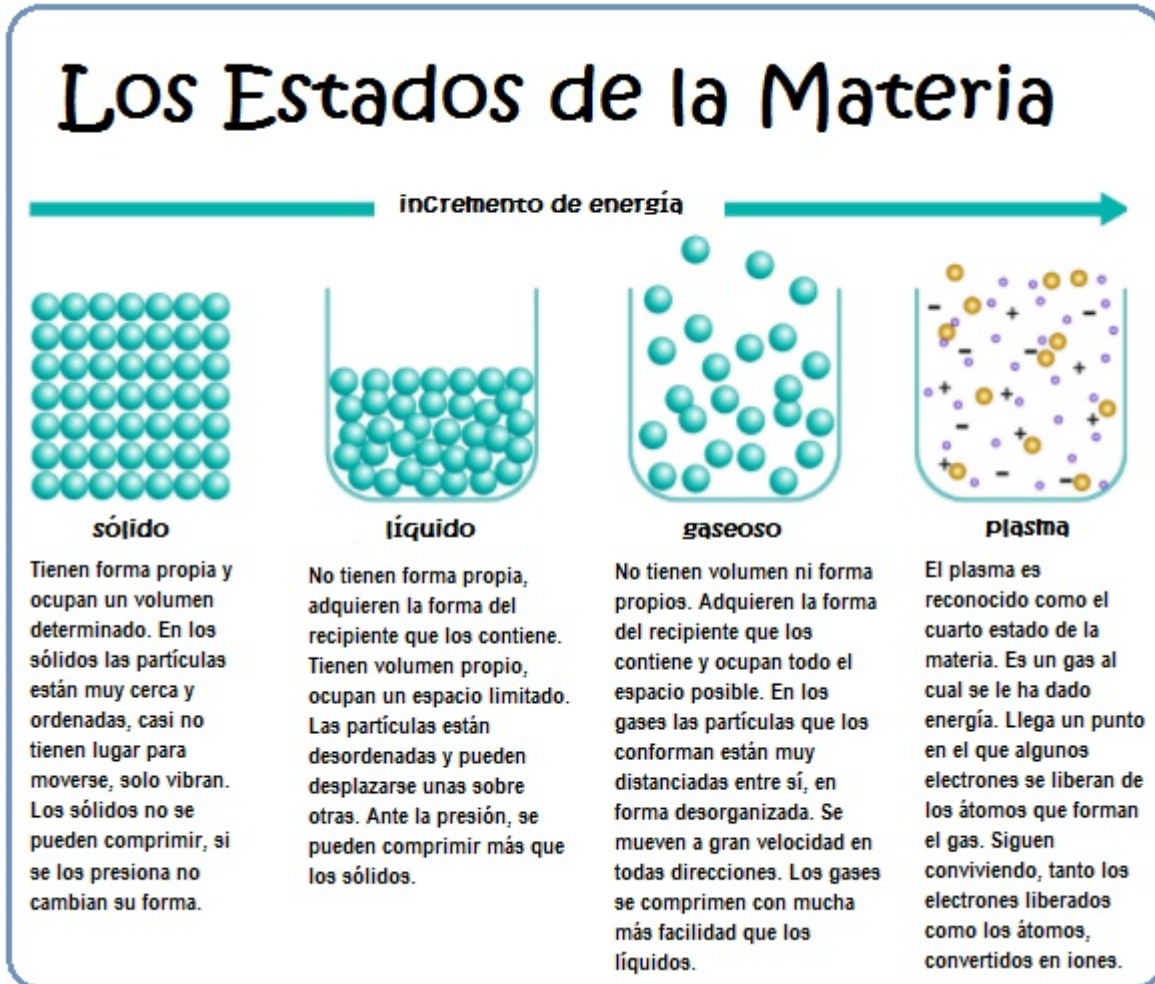 Los Estados de la Materia
incremento de energía
sólido
Tienen forma propia y
ocupan un volumen
determinado. En los
sólidos las partículas
están muy cerca y
ordenadas, casi no
tienen lugar para
moverse, solo vibran.
Los sólidos no se
pueden comprimir, si
se los presiona no
cambian su forma.
líquido
No tienen forma propia,
adquieren la forma del
recipiente que los contiene.
Tienen volumen propio,
ocupan un espacio limitado.
Las partículas están
desordenadas y pueden
desplazarse unas sobre
otras. Ante la presión, se
pueden comprimir más que
los sólidos.
gaseoso
No tienen volumen ni forma
propios. Adquieren la forma
del recipiente que los
contiene y ocupan todo el
espacio posible. En los
gases las partículas que los
conforman están muy
distanciadas entre sí, en
forma desorganizada. Se
mueven a gran velocidad en
todas direcciones. Los gases
se comprimen con mucha
más facilidad que los
líquidos.
plasma
El plasma es
reconocido como el
cuarto estado de la
materia. Es un gas al
cual se le ha dado
energía. Llega un punto
en el que algunos
electrones se liberan de
los átomos que forman
el gas. Siguen
conviviendo, tanto los
electrones liberados
como los átomos,
convertidos en iones.